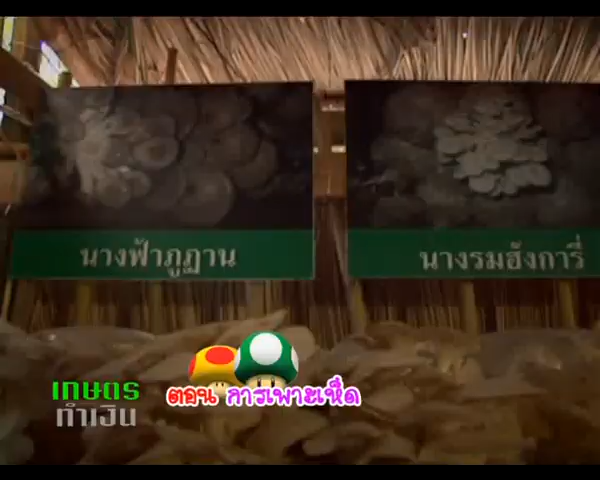 นางฟ้าภูฏาน
นางรมฮังการี่
เกษตร
ทำเงิน
ตอน การเพาะเห็ด